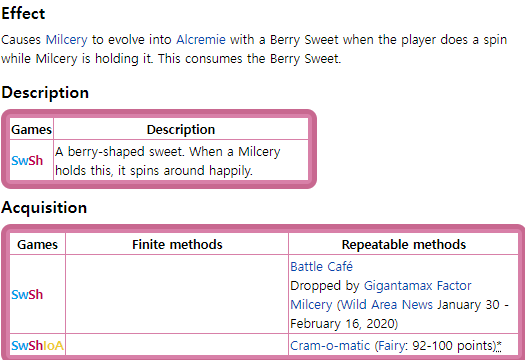 Effect
Causes Milcery to evolve into Alcremie with a Berry Sweet when the player does a spin
while Milcery is holding it. This consumes the Berry Sweet.
Description
Games Description
SwSh
A berry-shaped sweet. When a Milcery
holds this, it spins around happily.
Acquisition
Games Finite methods Repeatable methods
SwSh
Battle Café
Dropped by Gigantamax Factor
Milcery (Wild Area News January 30 -
February 16, 2020)
SwShIoA Cram-o-matic (Fairy: 92-100 points)*